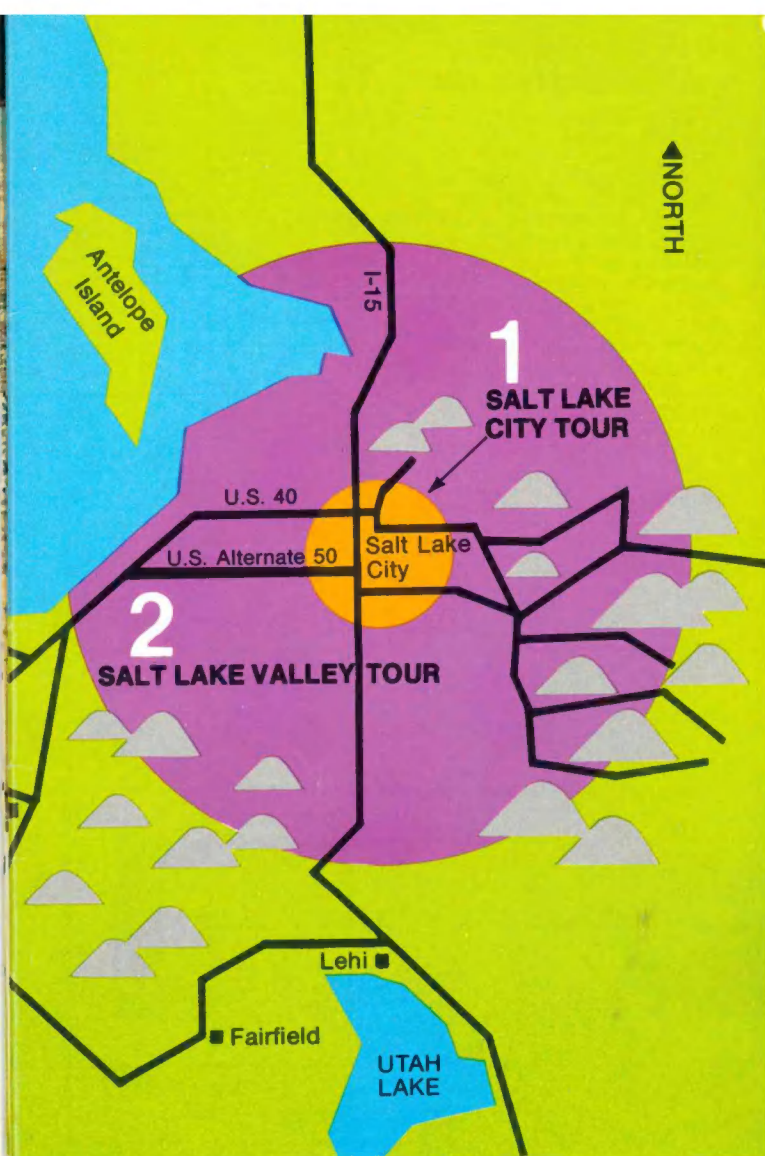 NORTH
Antelope
Island
I-15
1
SALT LAKE
CITY TOUR
U.S. 40
U.S. Alternate 50
Salt Lake
City
2
SALT LAKE VALLEY TOUR
Lehi
Fairfield
UTAH
LAKE